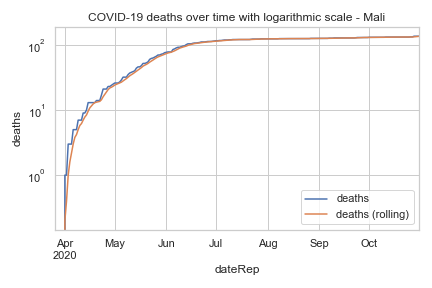 COVID-19 deaths over time with logarithmic scale - Mali
10²
10¹
10⁰
deaths
deaths
deaths (rolling)
Apr
2020
May
Jun
Jul
Aug
Sep
Oct
dateRep